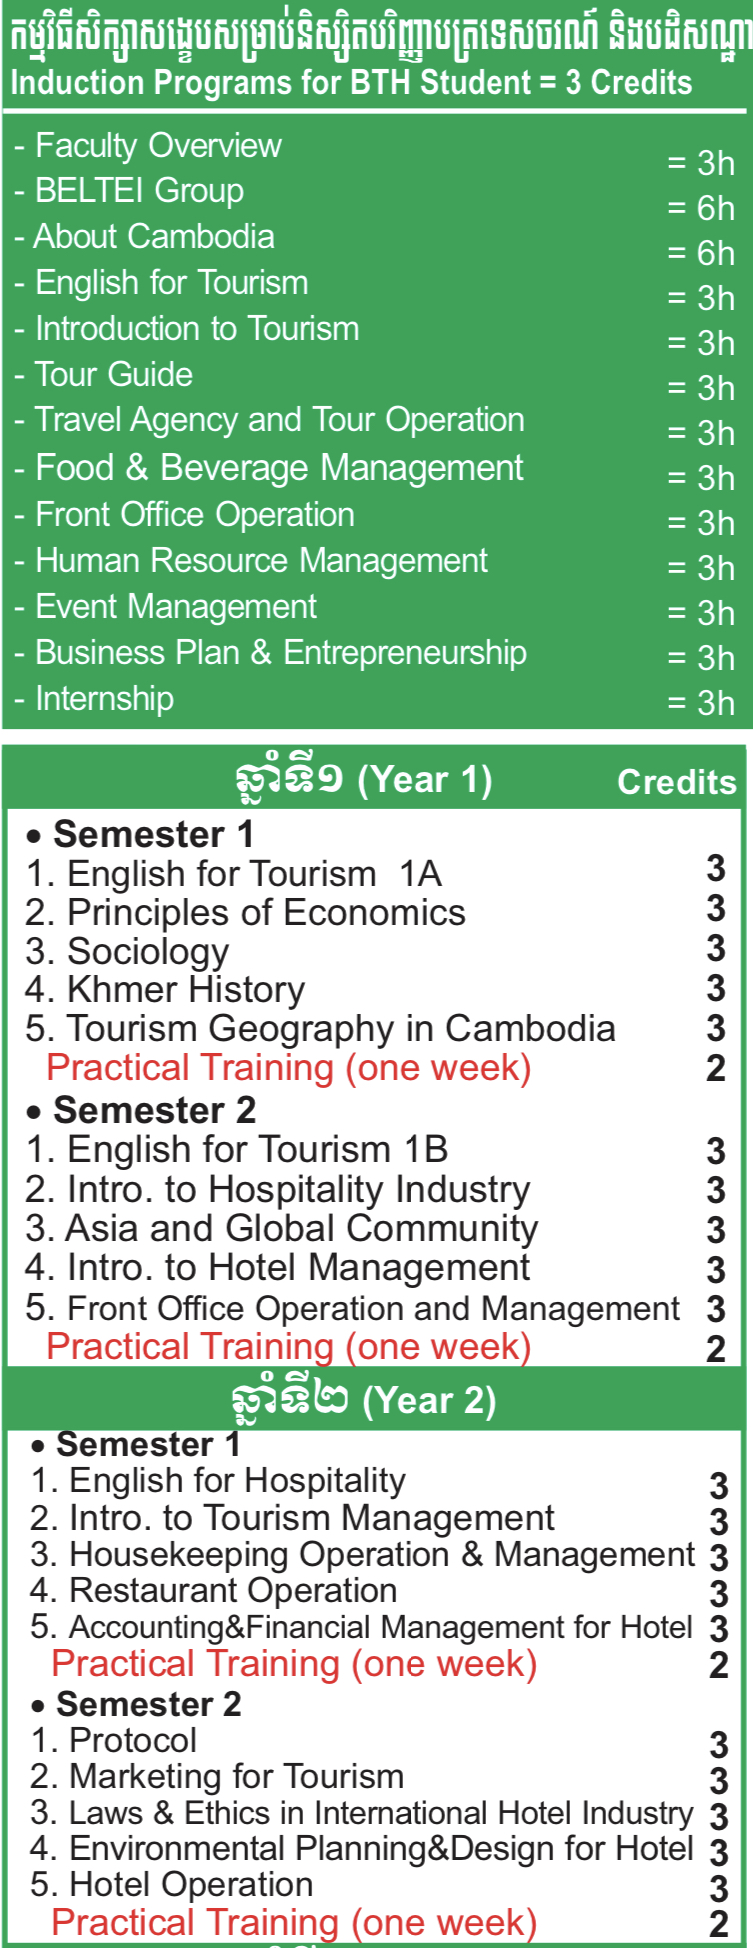 កម្មវិធីសិក្សាសង្ខេបសម្រាប់និស្សិតបរិញ្ញាបត្រទេសចរណ៍ និងបដិសណ្ឋា
Induction Programs for BTH Student = 3 Credits
- Faculty Overview = 3h
- BELTEI Group = 6h
- About Cambodia = 6h
- English for Tourism = 3h
- Introduction to Tourism = 3h
- Tour Guide = 3h
- Travel Agency and Tour Operation = 3h
- Food & Beverage Management = 3h
- Front Office Operation = 3h
- Human Resource Management = 3h
- Event Management = 3h
- Business Plan & Entrepreneurship = 3h
- Internship = 3h
ឆ្នាំទី១ (Year 1) Credits
• Semester 1
1. English for Tourism 1A 3
2. Principles of Economics 3
3. Sociology 3
4. Khmer History 3
5. Tourism Geography in Cambodia 3
Practical Training (one week) 2
• Semester 2
1. English for Tourism 1B 3
2. Intro. to Hospitality Industry 3
3. Asia and Global Community 3
4. Intro. to Hotel Management 3
5. Front Office Operation and Management 3
Practical Training (one week) 2
ឆ្នាំទី២ (Year 2)
• Semester 1
1. English for Hospitality 3
2. Intro. to Tourism Management 3
3. Housekeeping Operation & Management 3
4. Restaurant Operation 3
5. Accounting&Financial Management for Hotel 3
Practical Training (one week) 2
• Semester 2
1. Protocol 3
2. Marketing for Tourism 3
3. Laws & Ethics in International Hotel Industry 3
4. Environmental Planning&Design for Hotel 3
5. Hotel Operation 3
Practical Training (one week) 2